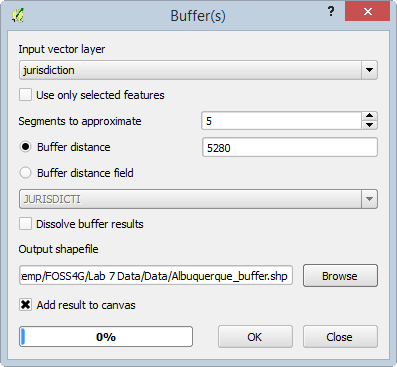 Buffer(s)
?
Input vector layer
jurisdiction
Use only selected features
Segments to approximate
5
Buffer distance
5280
Buffer distance field
JURISDICTI
Dissolve buffer results
Output shapefile
emp/FOSS4G/Lab 7 Data/Data/Albuquerque_buffer.shp
Browse
Add result to canvas
0%
OK
Close